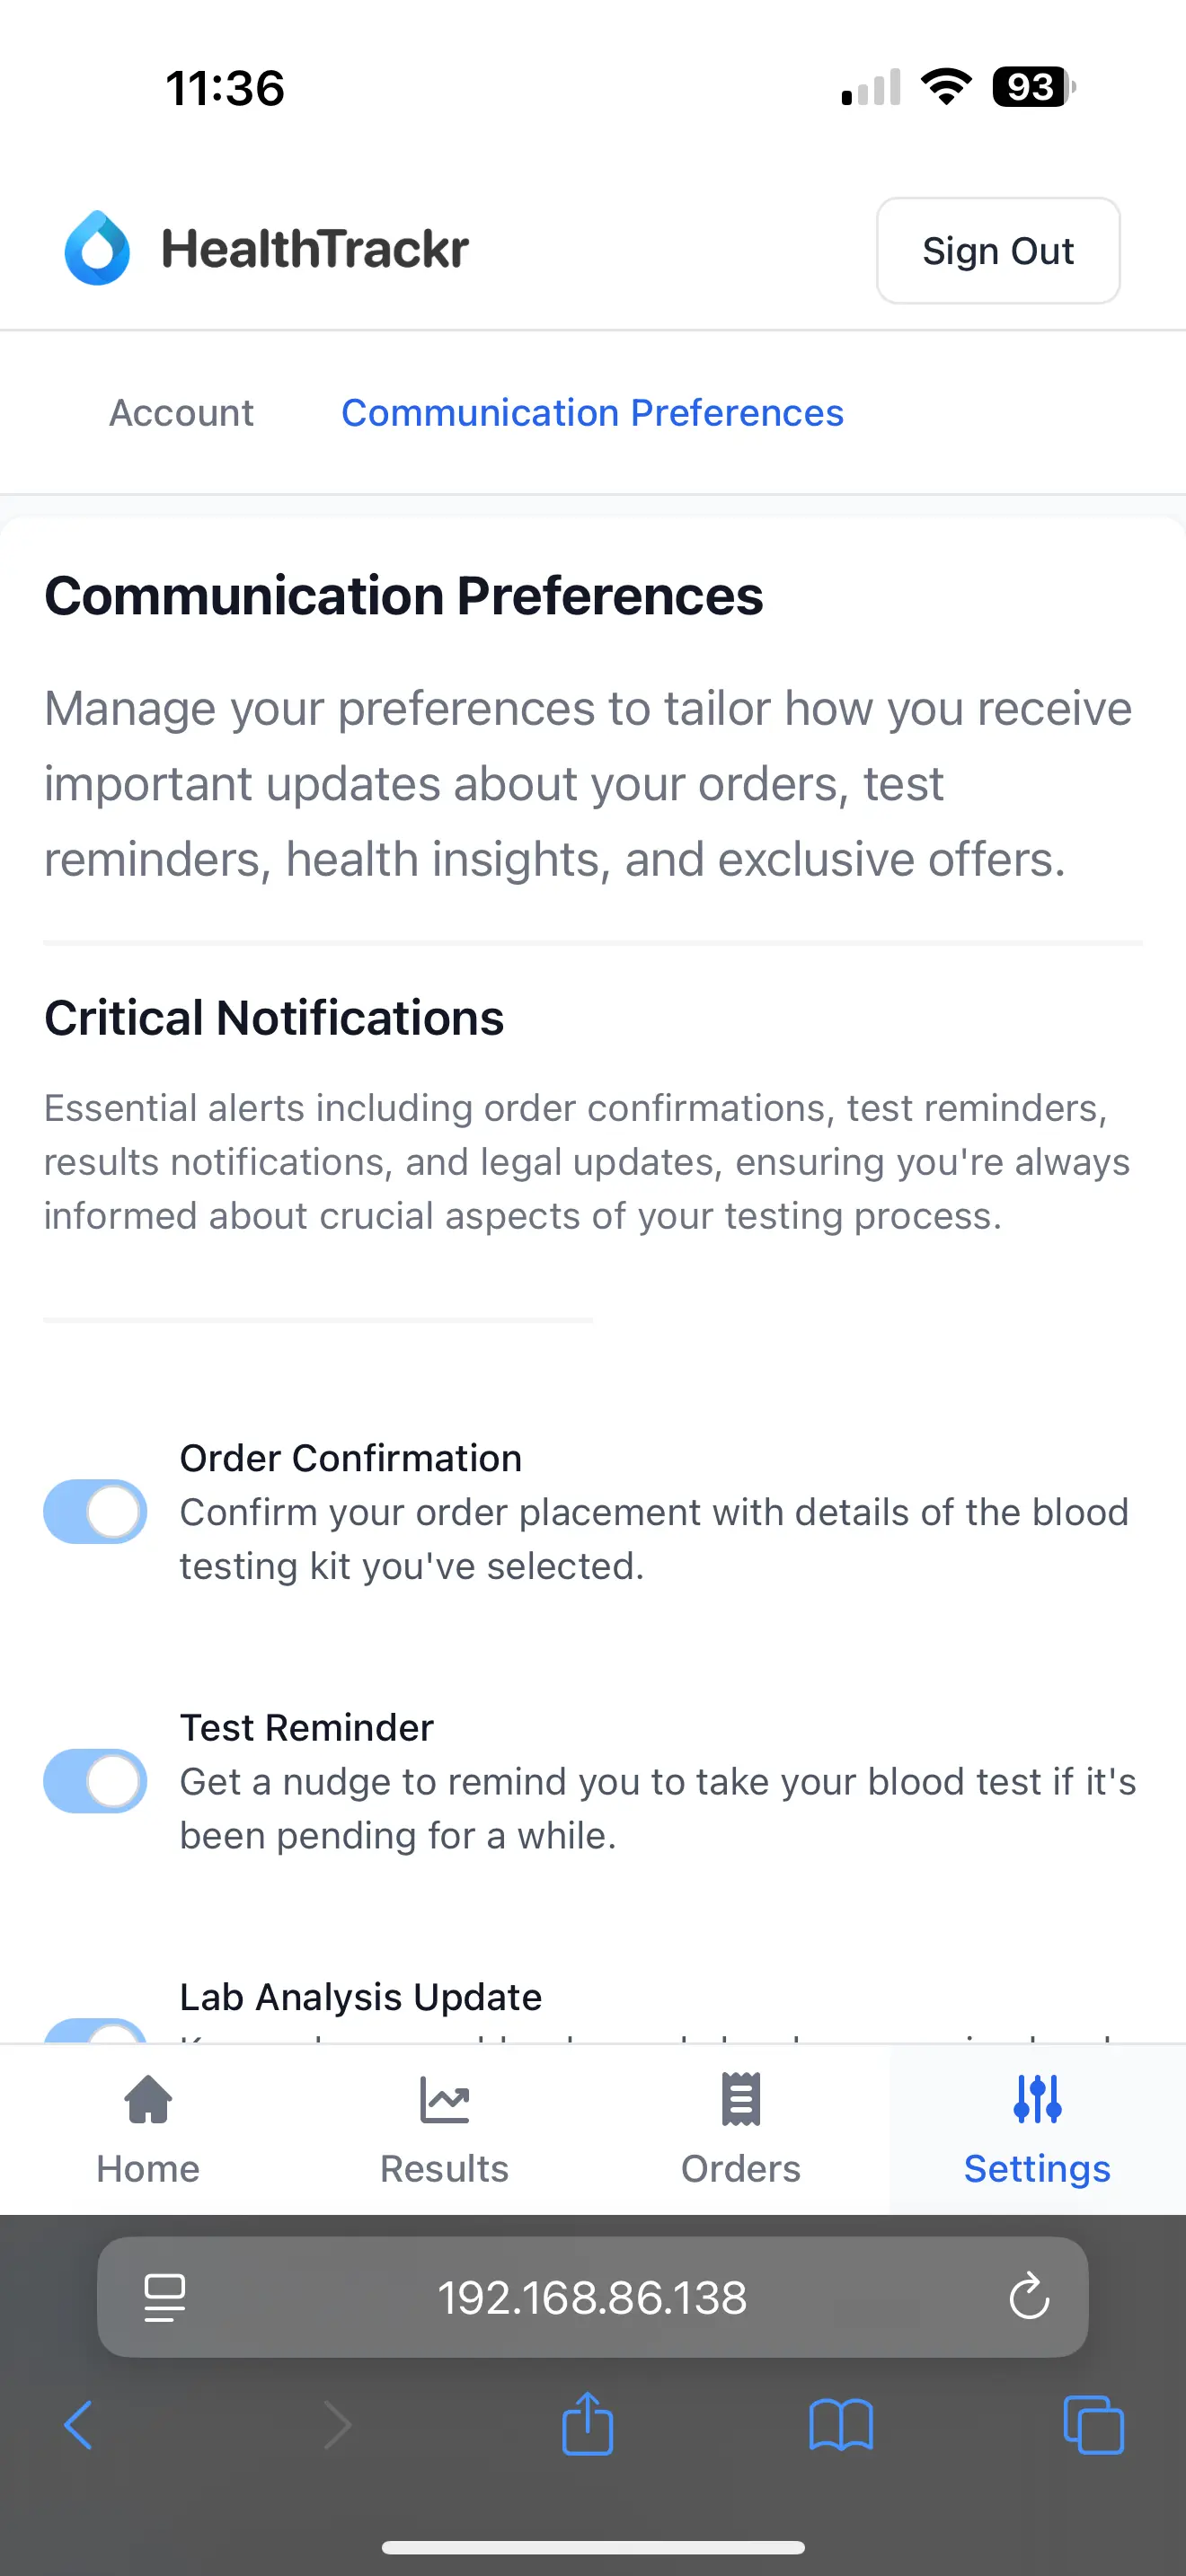 11:36
93
HealthTrackr
Sign Out
Account
Communication Preferences
Communication Preferences
Manage your preferences to tailor how you receive
important updates about your orders, test
reminders, health insights, and exclusive offers.
Critical Notifications
Essential alerts including order confirmations, test reminders,
results notifications, and legal updates, ensuring you're always
informed about crucial aspects of your testing process.
Order Confirmation
Confirm your order placement with details of the blood
testing kit you've selected.
Test Reminder
Get a nudge to remind you to take your blood test if it's
been pending for a while.
Lab Analysis Update
Home
Results
Orders
Settings
192.168.86.138